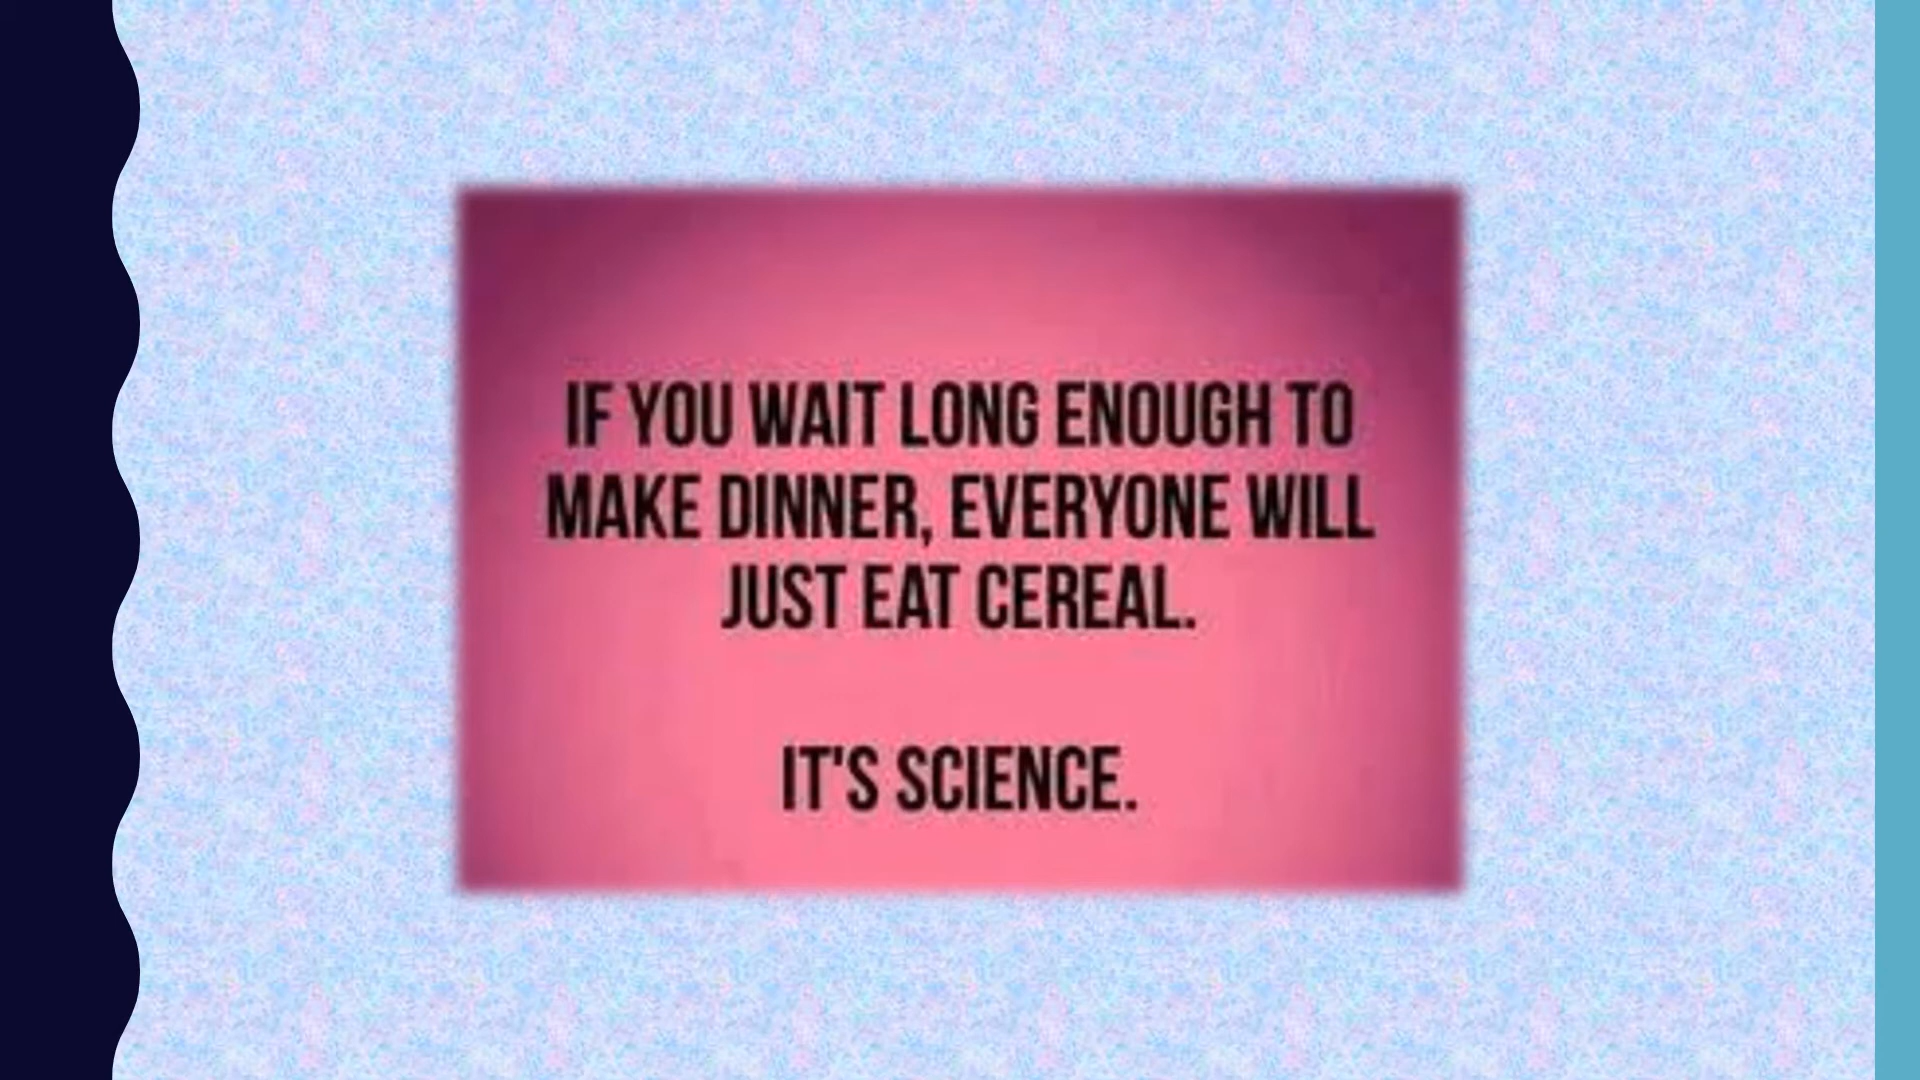 IF YOU WAIT LONG ENOUGH TO
MAKE DINNER, EVERYONE WILL
JUST EAT CEREAL.
IT'S SCIENCE.